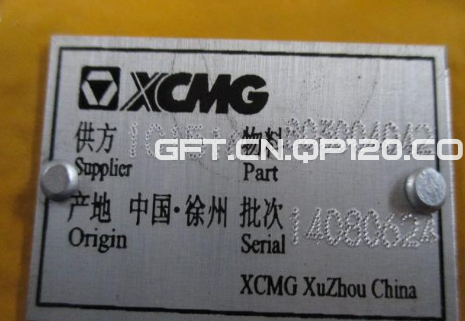 XCMG
供方 物料
Supplier Part
GFT.CN.QP120.CO
产地 中国·徐州 批次 1408062A
Origin Serial
XCMG XuZhou China